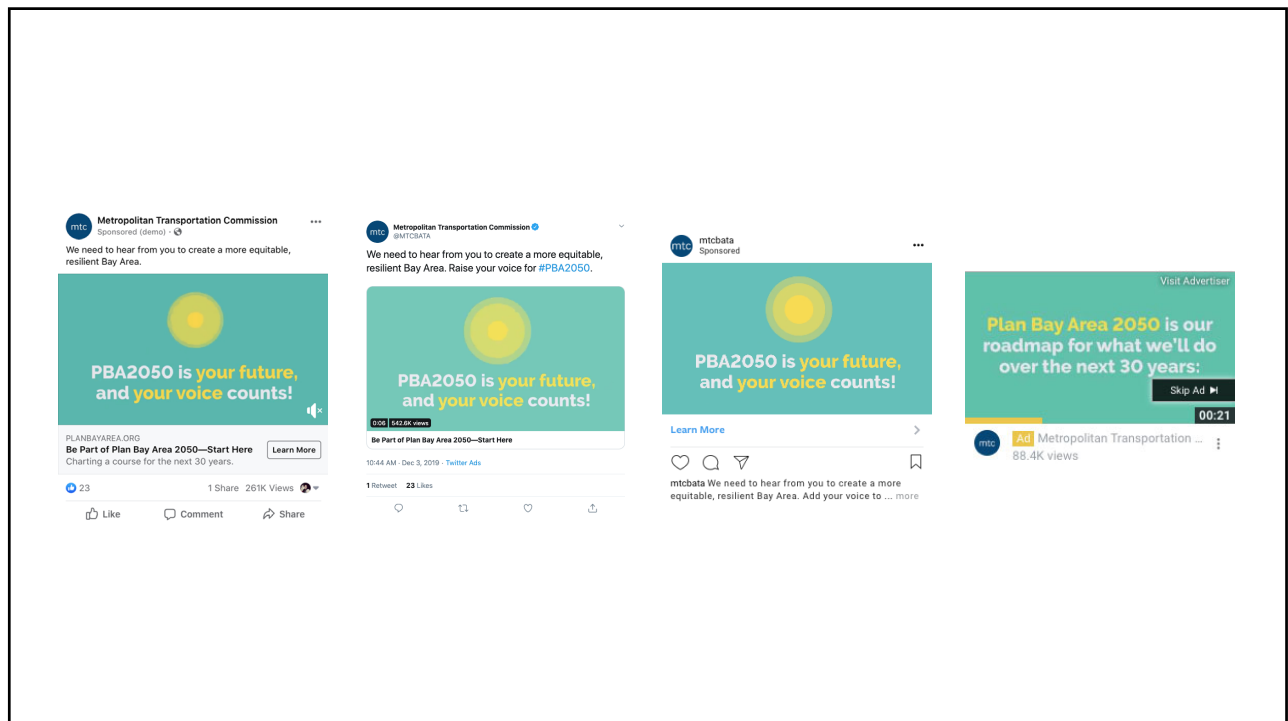 mtc
Metropolitan Transportation Commission
Sponsored (demo) ·
We need to hear from you to create a more equitable,
resilient Bay Area.
PBA2050 is your future,
and your voice counts!
PLANBAYAREA.ORG
Be Part of Plan Bay Area 2050—Start Here
Charting a course for the next 30 years.
Learn More
23
1 Share 261K Views
Like Comment Share
mtc
Metropolitan Transportation Commission
@MTCBATA
We need to hear from you to create a more equitable,
resilient Bay Area. Raise your voice for #PBA2050.
PBA2050 is your future,
and your voice counts!
0:06 542.6K views
Be Part of Plan Bay Area 2050—Start Here
10:44 AM · Dec 3, 2019 · Twitter Ads
1 Retweet 23 Likes
mtc
mtcbata
Sponsored
PBA2050 is your future,
and your voice counts!
Learn More
mtcbata We need to hear from you to create a more
equitable, resilient Bay Area. Add your voice to ... more
Visit Advertiser
Plan Bay Area 2050 is our
roadmap for what we'll do
over the next 30 years:
Skip Ad
00:21
mtc
Ad Metropolitan Transportation ...
88.4K views